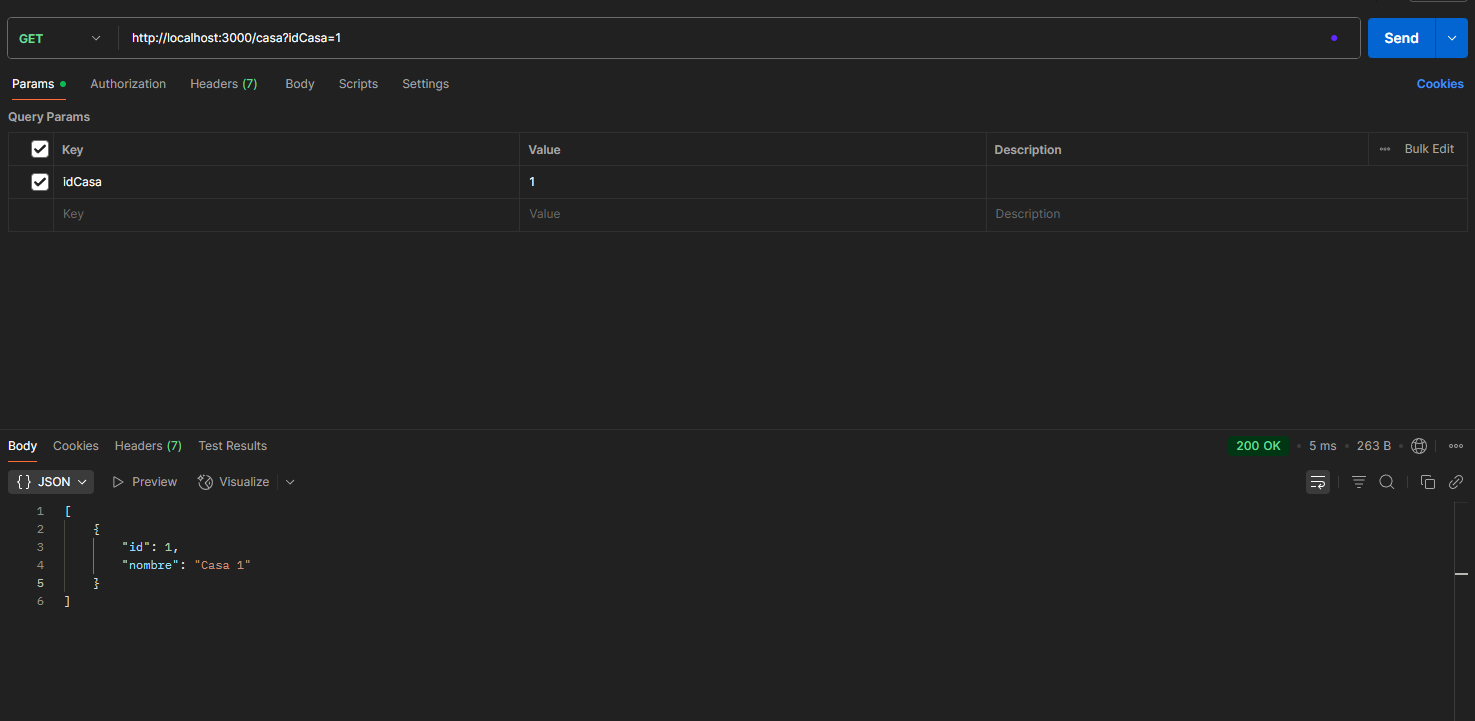 GET http://localhost:3000/casa?idCasa=1 Send
Params Authorization Headers (7) Body Scripts Settings Cookies
Query Params
Key Value Description Bulk Edit
idCasa 1
Key Value Description
Body Cookies Headers (7) Test Results 200 OK 5 ms 263 B
{} JSON Preview Visualize
1 [
2 {
3 "id": 1,
4 "nombre": "Casa 1"
5 }
6 ]